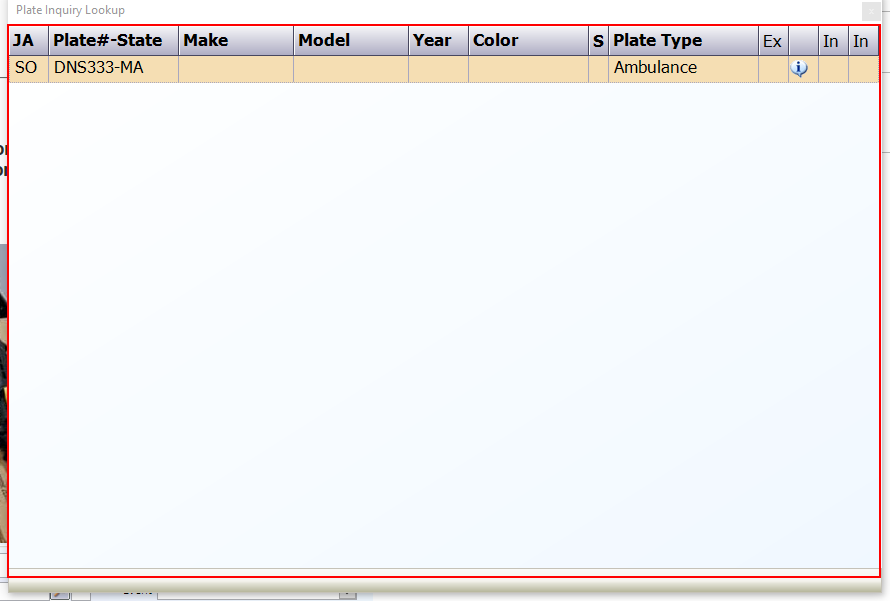 Plate Inquiry Lookup
JA Plate#-State Make Model Year Color S Plate Type Ex In In
SO DNS333-MA Ambulance